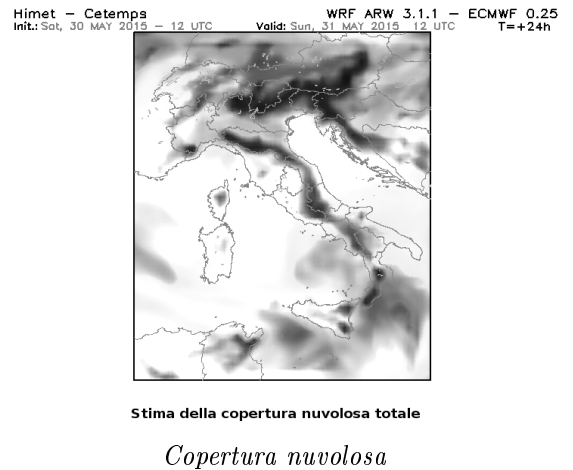 Himet – Cetemps WRF ARW 3.1.1 – ECMWF 0.25
Init.: Sat, 30 MAY 2015 – 12 UTC Valid: Sun, 31 MAY 2015 12 UTC T=+24h
Stima della copertura nuvolosa totale
Copertura nuvolosa